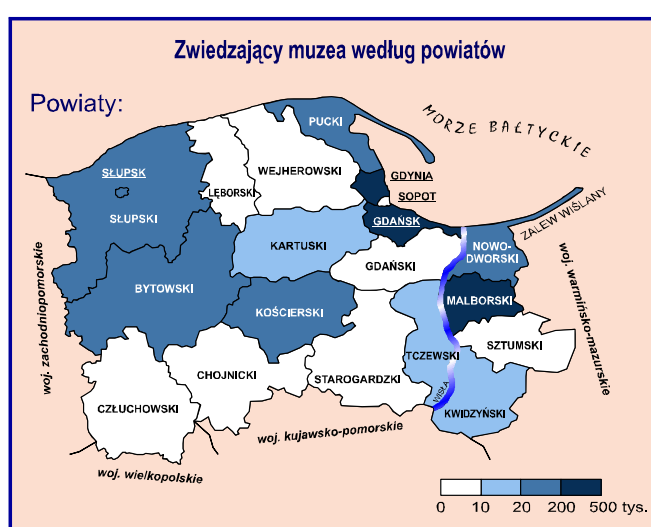 Zwiedzający muzea według powiatów
Powiaty:
MORZE BAŁTYCKIE
PUCKI
SŁUPSK
WEJHEROWSKI
GDYNIA
LĘBORSKI
SOPOT
SŁUPSKI
GDAŃSK
ZALEW WIŚLANY
KARTUSKI
NOWO-
DWORSKI
GDAŃSKI
woj. zachodniopomorskie
BYTOWSKI
KOŚCIERSKI
MALBORSKI
woj. warmińsko-mazurskie
SZTUMSKI
TCZEWSKI
CHOJNICKI
STAROGARDZKI
WISŁA
CZŁUCHOWSKI
KWIDZYŃSKI
woj. kujawsko-pomorskie
woj. wielkopolskie
0 10 20 200 500 tys.